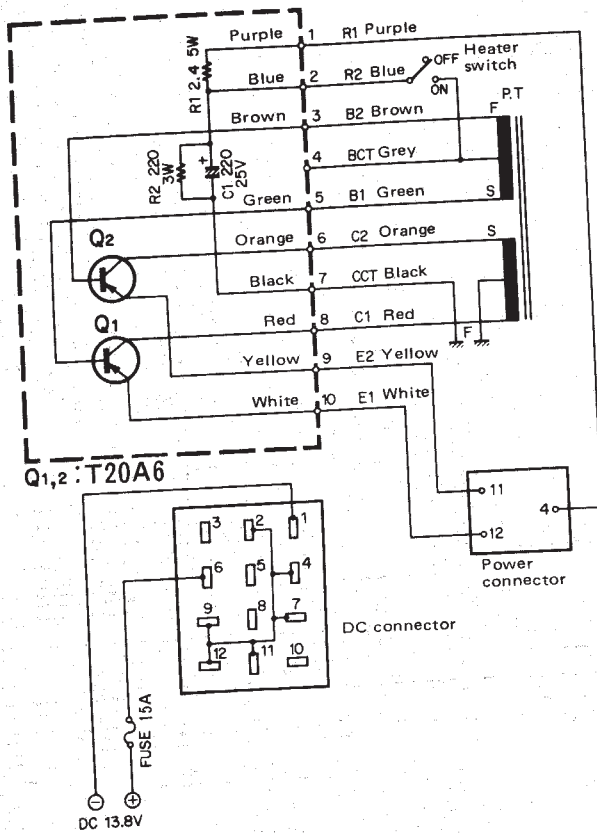 Purple 1 R1 Purple
R1 2.4 5W
Blue 2 R2 Blue
OFF Heater
switch
ON
Brown 3 B2 Brown
F P.T
R2 220
3W
+
C1 220
25V
4 BCT Grey
Green 5 B1 Green S
Q2
Orange 6 C2 Orange S
Black 7 CCT Black
Q1
Red 8 C1 Red F
Yellow 9 E2 Yellow
White 10 E1 White
Q1,2 : T20A6
11
4
12
Power
connector
3 2 1
6 5 4
9 8 7
12 11 10
DC connector
FUSE 15A
− +
DC 13.8V